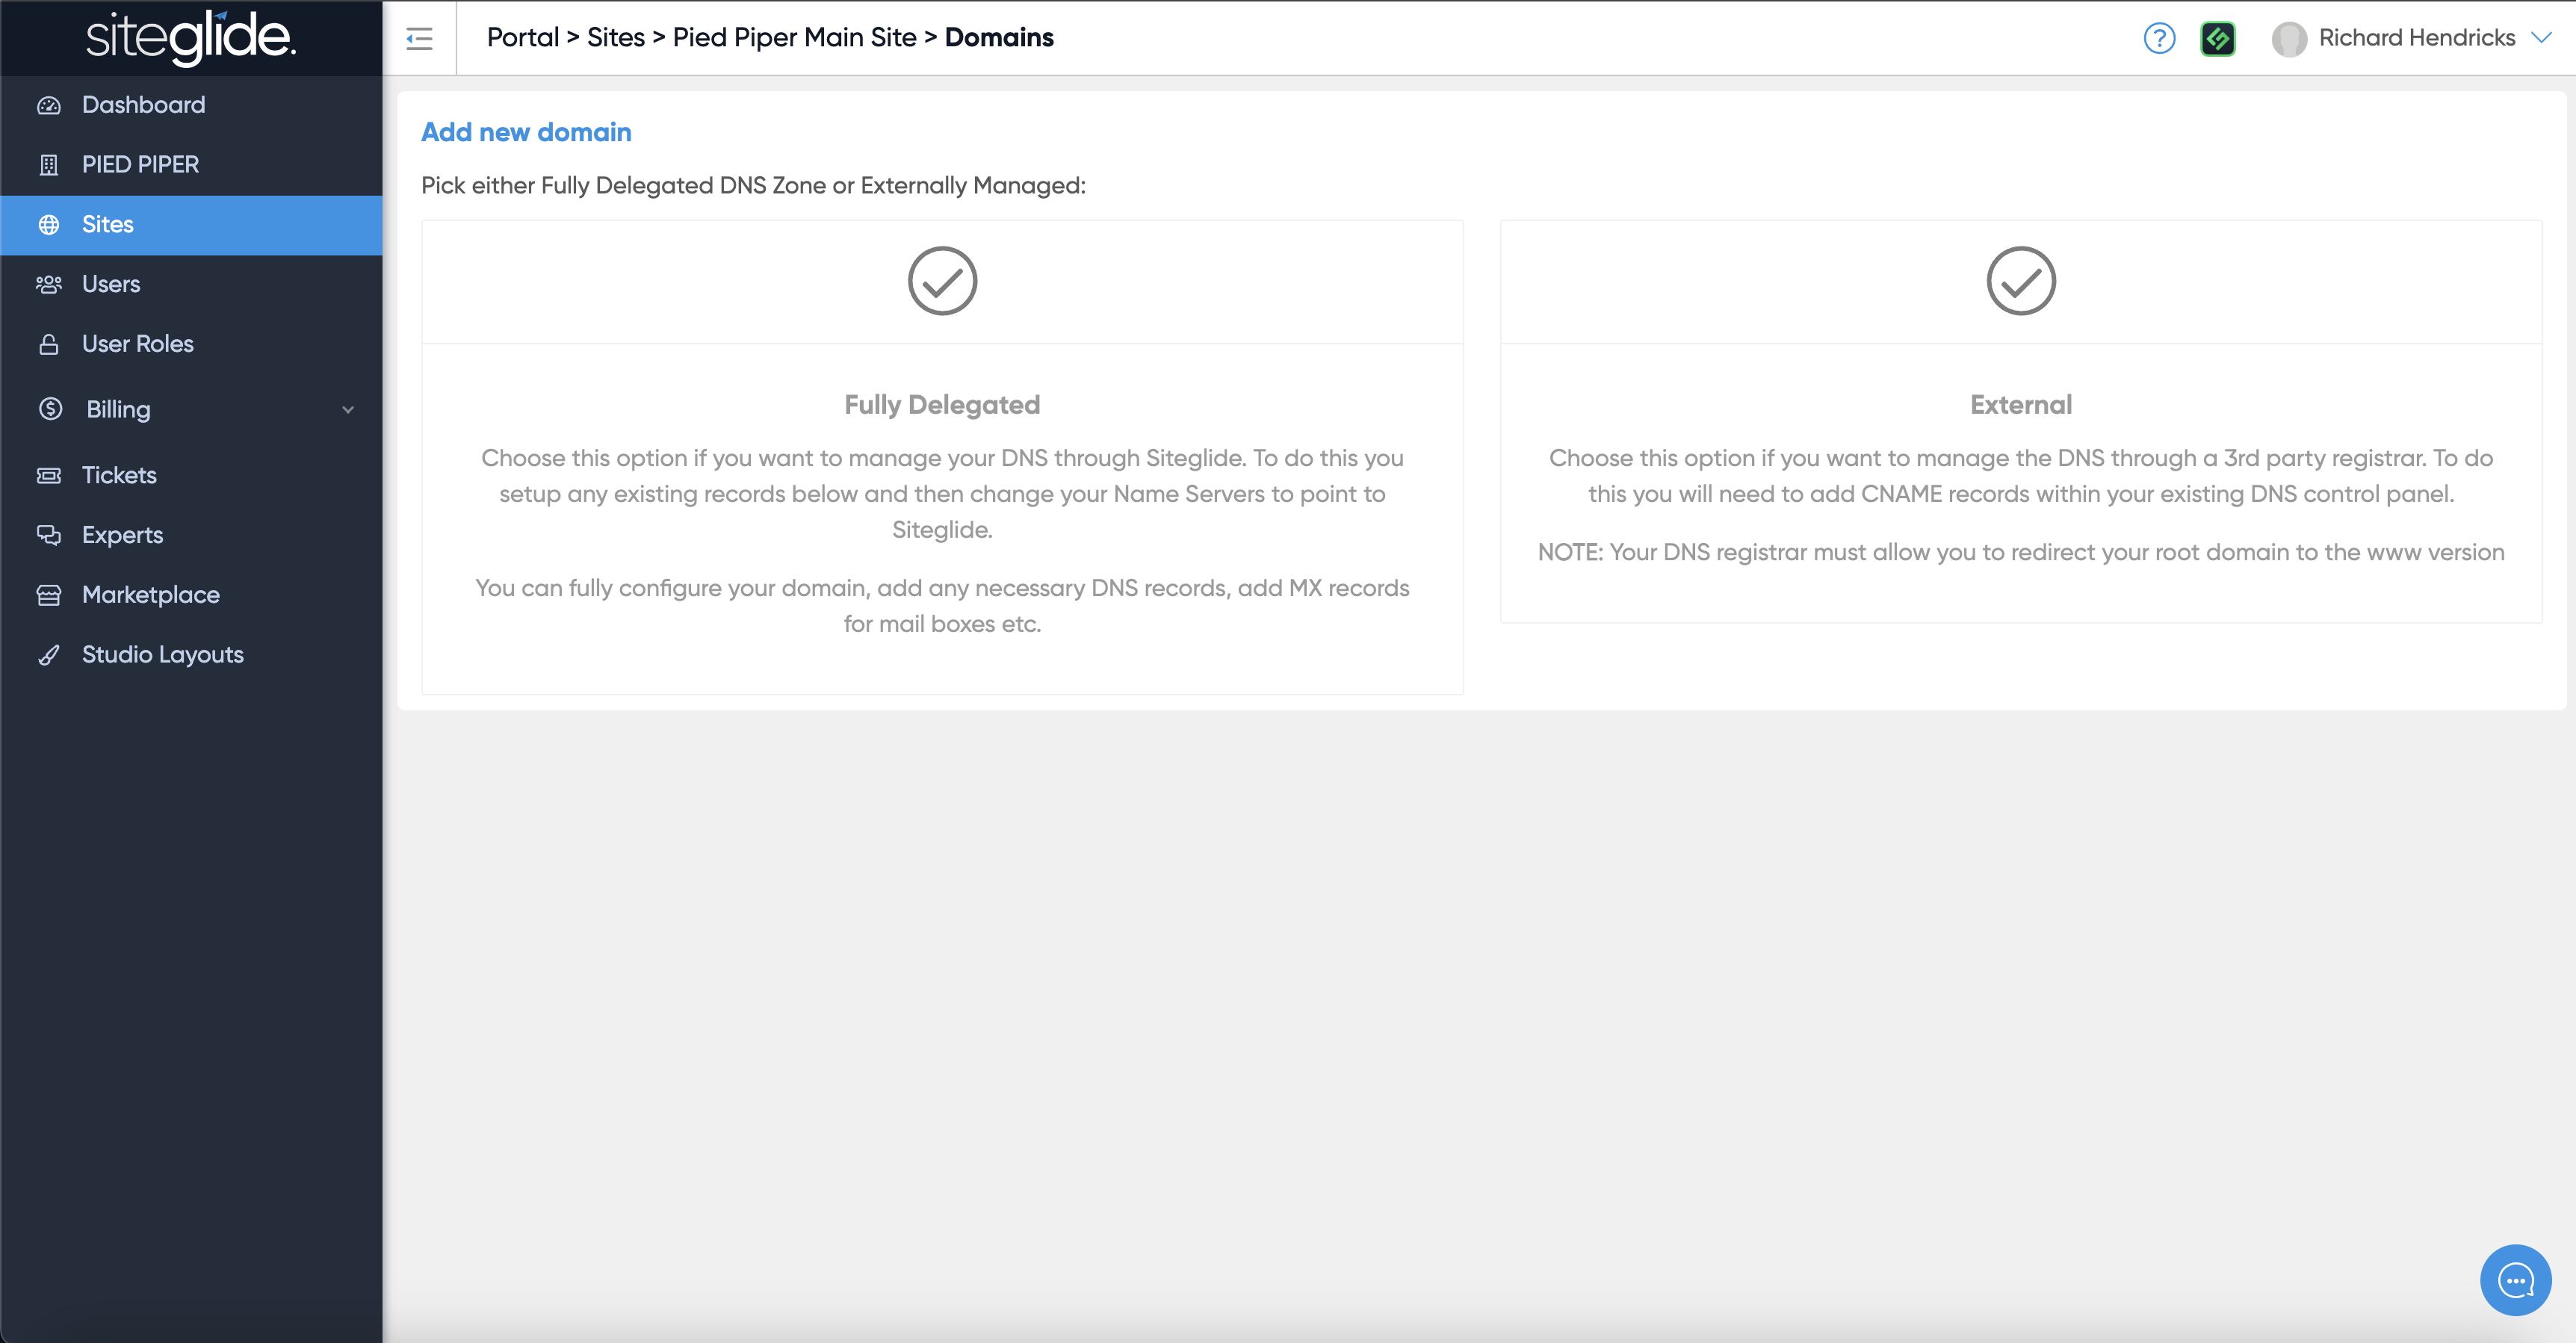 siteglide.
Portal > Sites > Pied Piper Main Site > Domains
?
Richard Hendricks
Dashboard
PIED PIPER
Sites
Users
User Roles
Billing
Tickets
Experts
Marketplace
Studio Layouts
Add new domain
Pick either Fully Delegated DNS Zone or Externally Managed:
Fully Delegated
Choose this option if you want to manage your DNS through Siteglide. To do this you
setup any existing records below and then change your Name Servers to point to
Siteglide.
You can fully configure your domain, add any necessary DNS records, add MX records
for mail boxes etc.
External
Choose this option if you want to manage the DNS through a 3rd party registrar. To do
this you will need to add CNAME records within your existing DNS control panel.
NOTE: Your DNS registrar must allow you to redirect your root domain to the www version